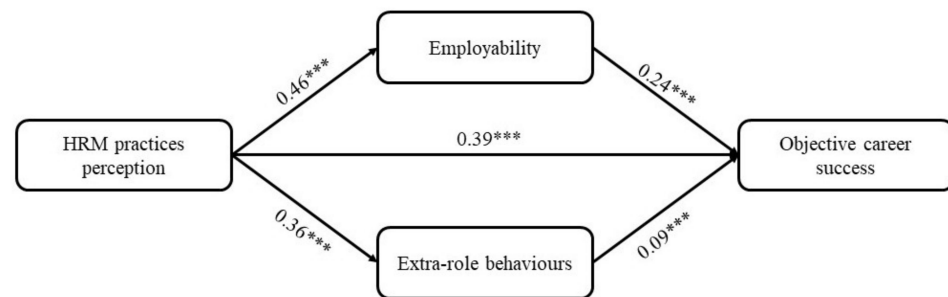 Employability
0.46***
0.24***
HRM practices
perception
0.39***
Objective career
success
0.36***
0.09***
Extra-role behaviours